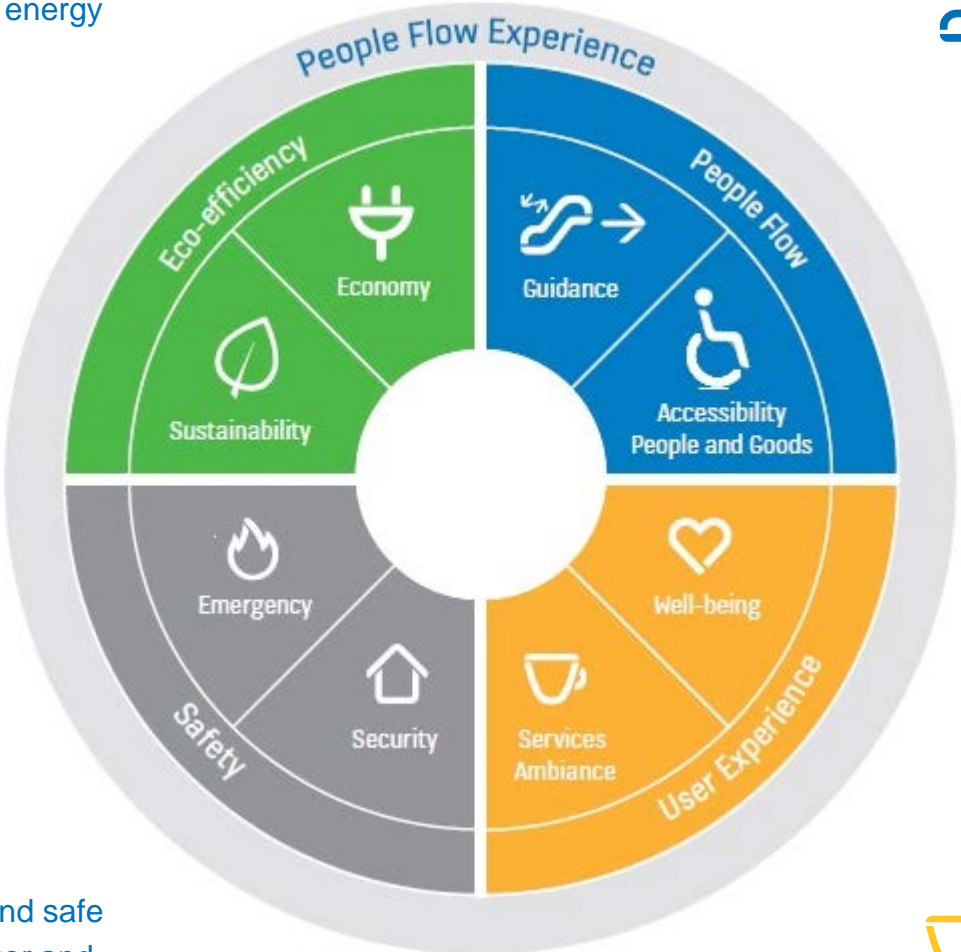 energy
People Flow Experience
Eco-efficiency
People Flow
Economy
Guidance
Sustainability
Accessibility
People and Goods
Emergency
Well-being
Security
Services
Ambiance
Safety
User Experience
nd safe
and